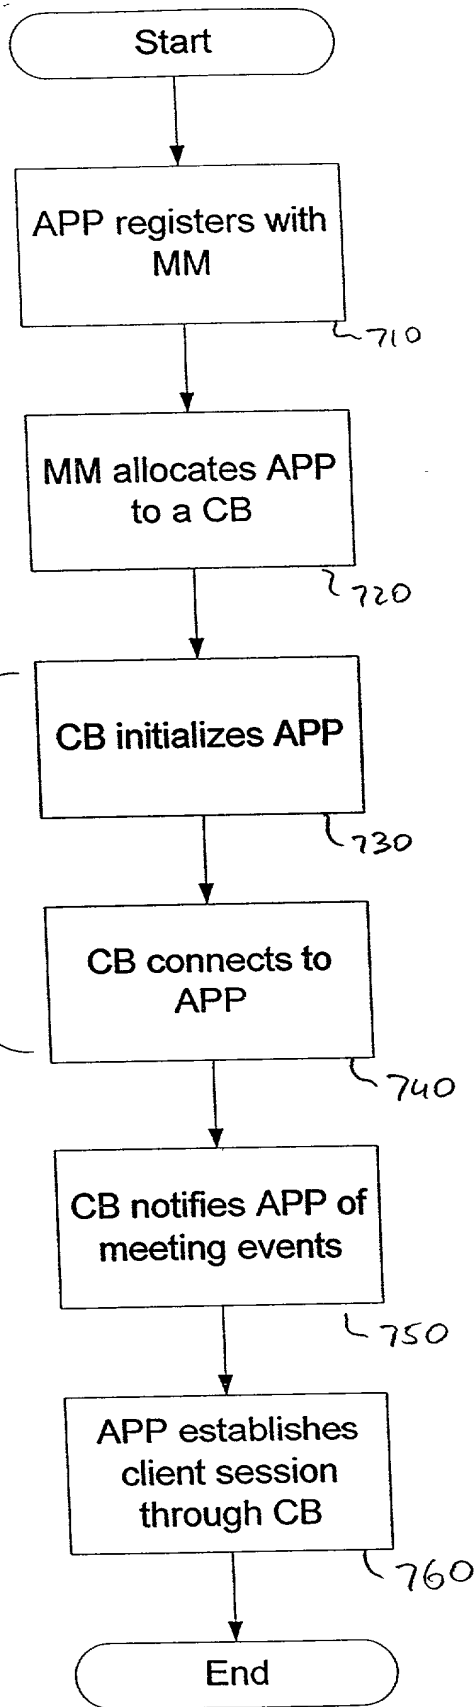 Start
APP registers with
MM
710
MM allocates APP
to a CB
720
CB initializes APP
730
CB connects to
APP
740
CB notifies APP of
meeting events
750
APP establishes
client session
through CB
760
End